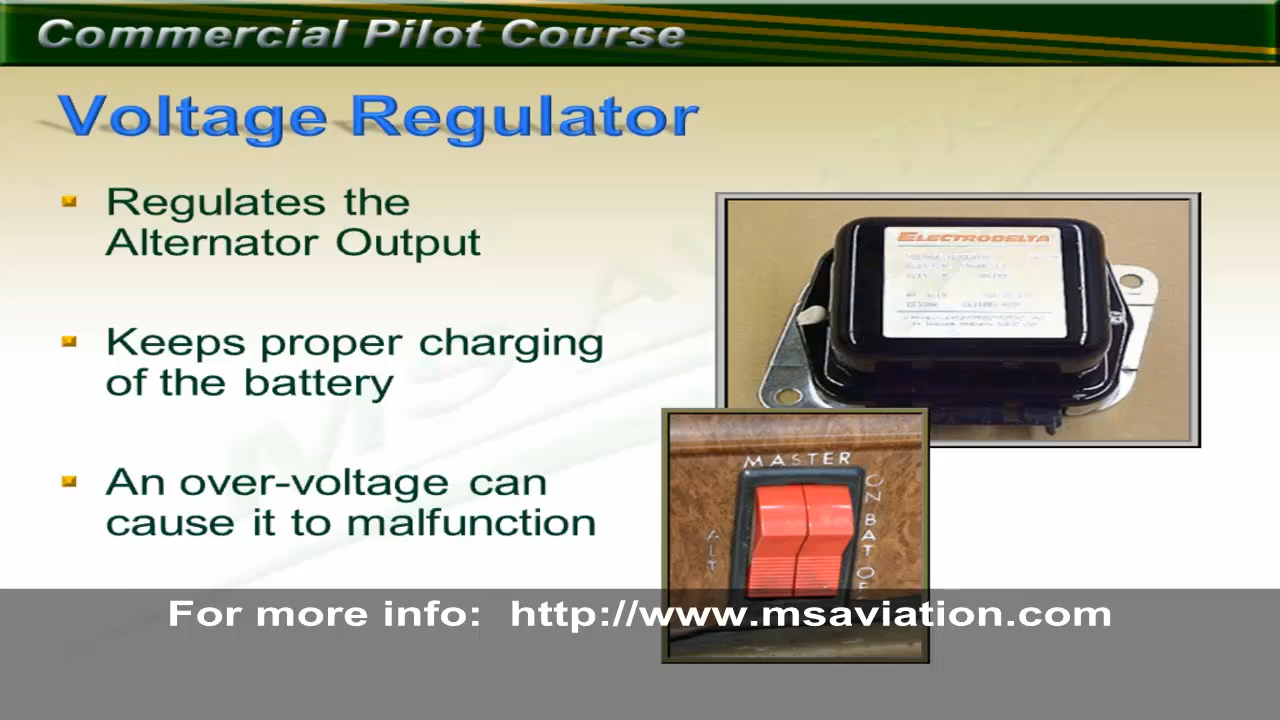 Commercial Pilot Course
Voltage Regulator
Regulates the
Alternator Output
Keeps proper charging
of the battery
An over-voltage can
cause it to malfunction
ELECTRODELTA
MASTER
ALT
ON BAT
For more info: http://www.msaviation.com